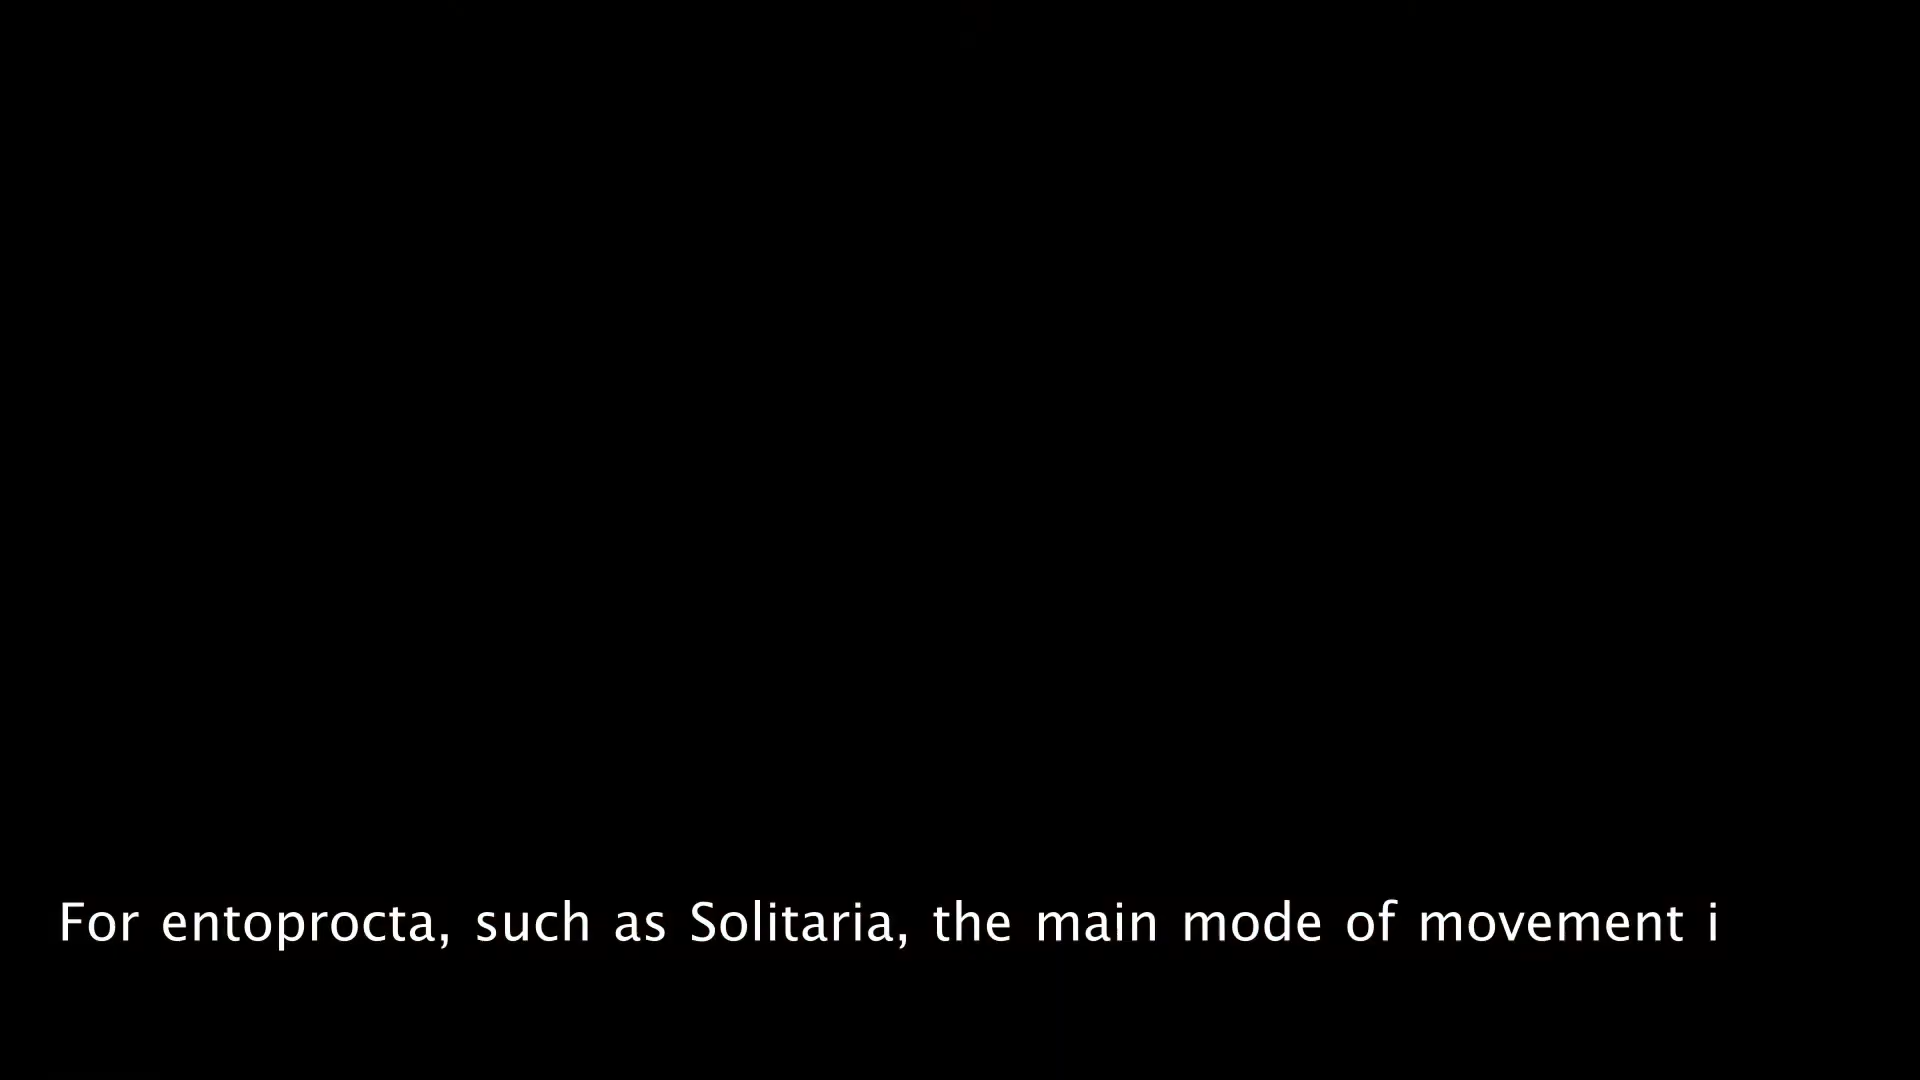 For entoprocta, such as Solitaria, the main mode of movement i